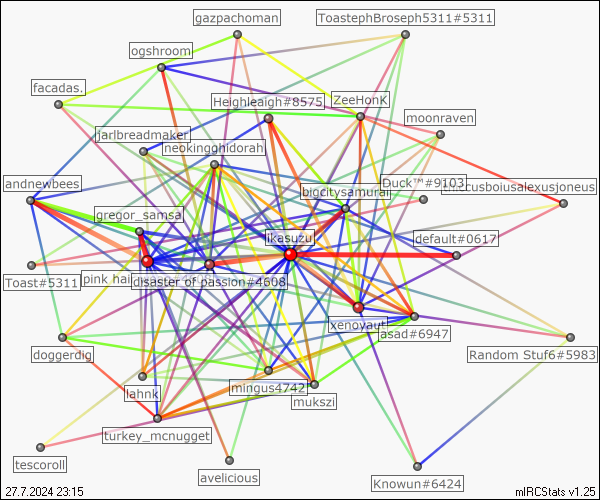 gazpachoman
ToastephBroseph5311#5311
ogshroom
facadas.
Heighleaigh#8575
ZeeHonK
moonraven
jarlbreadmaker
neokingghidorah
andnewbees
Duck™#9103
bigcitysamurai
gregor_samsa
ikasuzu
default#0617
Toast#5311
pink hai
disaster of passion#4608
xenoyaut
asad#6947
doggerdig
Random Stuf6#5983
lahnk
mingus4742
mukszi
turkey_mcnugget
tescoroll
avelicious
Knowun#6424
27.7.2024 23:15
mIRCStats v1.25